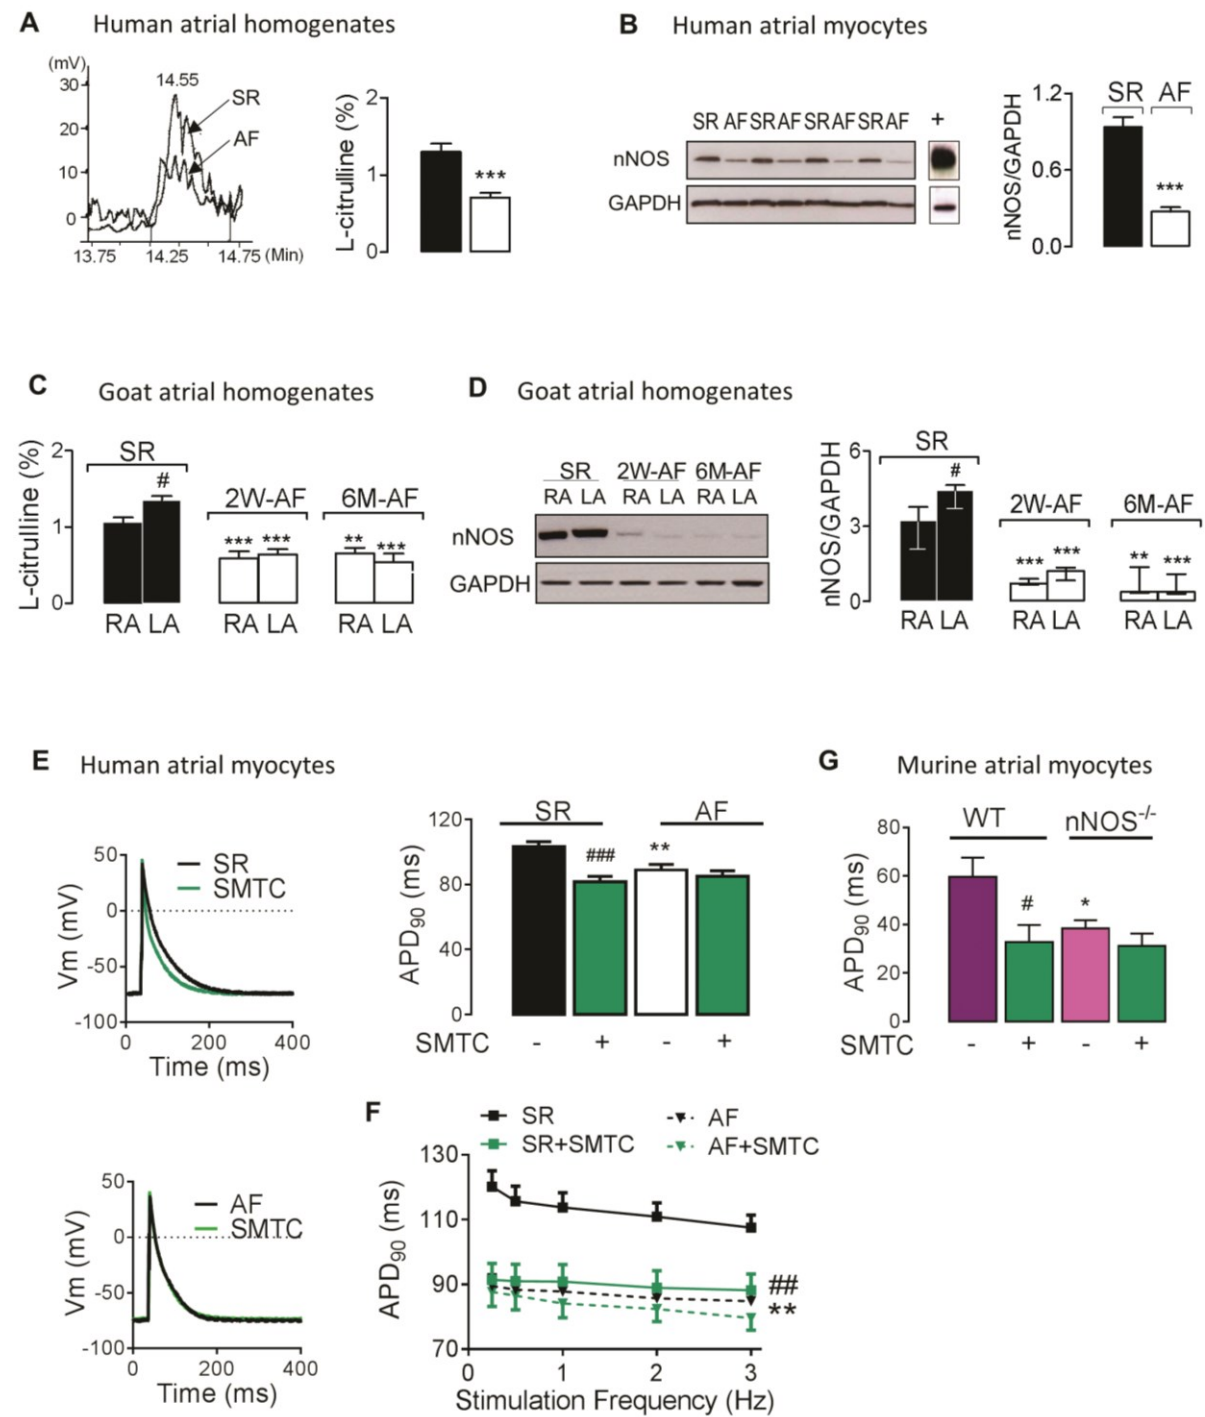 A Human atrial homogenates
(mV)
30
20
10
0
14.55
SR
AF
13.75 14.25 14.75 (Min)
L-citrulline (%)
2
1
0
***
B Human atrial myocytes
SR AF SR AF SR AF SR AF +
nNOS
GAPDH
nNOS/GAPDH
1.2
0.6
0.0
SR AF
***
C Goat atrial homogenates
L-citrulline (%)
2
1
0
SR
#
2W-AF
*** ***
6M-AF
** ***
RA LA RA LA RA LA
D Goat atrial homogenates
SR 2W-AF 6M-AF
RA LA RA LA RA LA
nNOS
GAPDH
nNOS/GAPDH
6
3
0
SR
#
2W-AF
*** ***
6M-AF
** ***
RA LA RA LA RA LA
E Human atrial myocytes
Vm (mV)
50
0
-50
-100
SR
SMTC
0 200 400
Time (ms)
APD90 (ms)
120
80
40
0
SR AF
### **
SMTC - + - +
G Murine atrial myocytes
APD90 (ms)
80
60
40
20
0
WT nNOS-/-
# *
SMTC - + - +
Vm (mV)
50
0
-50
-100
AF
SMTC
0 200 400
Time (ms)
F
SR AF
SR+SMTC AF+SMTC
APD90 (ms)
130
110
90
70
##
**
0 1 2 3
Stimulation Frequency (Hz)